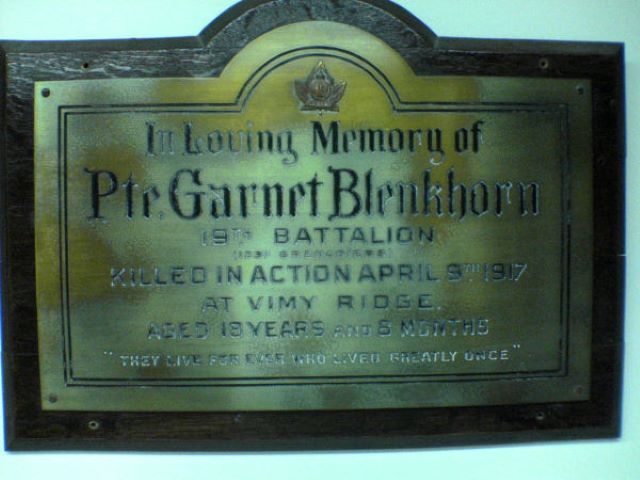 In Loving Memory of
Pte. Garnet Blenkhorn
19TH BATTALION
KILLED IN ACTION APRIL 9TH 1917
AT VIMY RIDGE.
AGED 18 YEARS AND 8 MONTHS
"THEY LIVE FOR EVER WHO LIVED GREATLY ONCE"